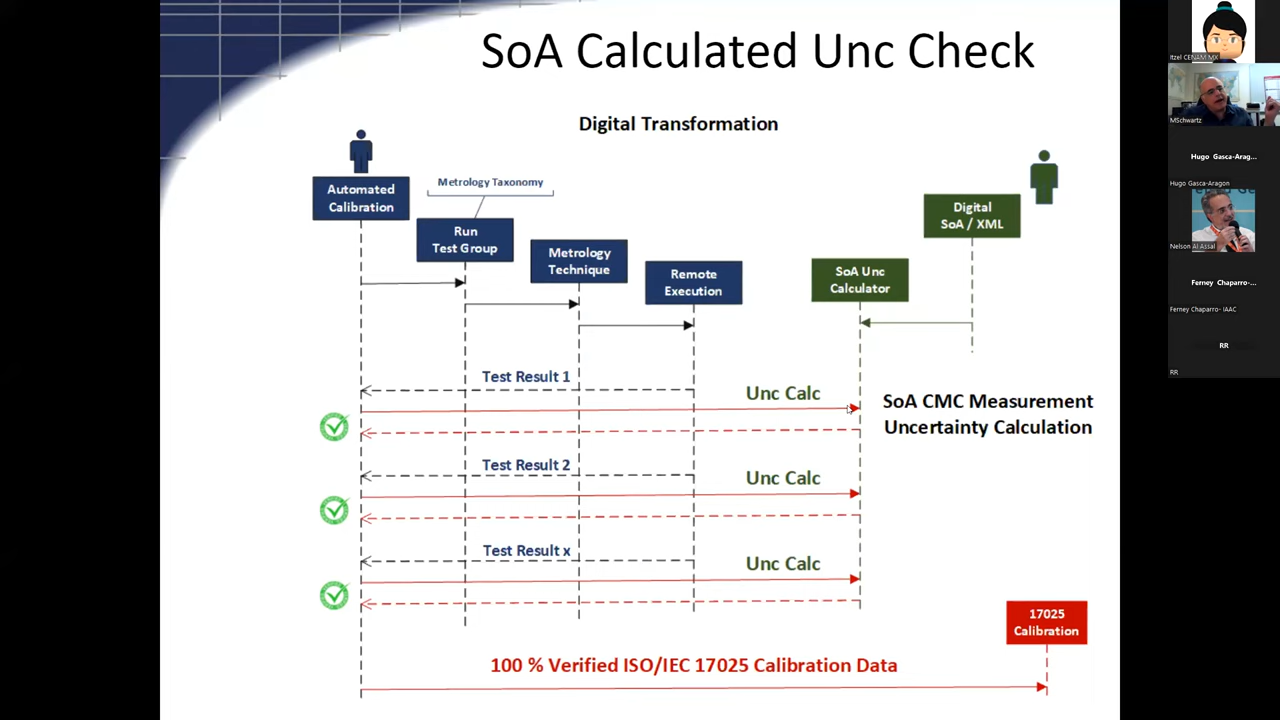 SoA Calculated Unc Check
Digital Transformation
Automated
Calibration
Metrology Taxonomy
Run
Test Group
Metrology
Technique
Remote
Execution
SoA Unc
Calculator
Digital
SoA / XML
Test Result 1
Unc Calc
SoA CMC Measurement
Uncertainty Calculation
Test Result 2
Unc Calc
Test Result x
Unc Calc
17025
Calibration
100 % Verified ISO/IEC 17025 Calibration Data
Itzel CENAM MX
MSchwartz
Hugo Gasca-Arag...
Hugo Gasca-Aragon
Nelson Al Assal
Ferney Chaparro-...
Ferney Chaparro- IAAC
RR
RR